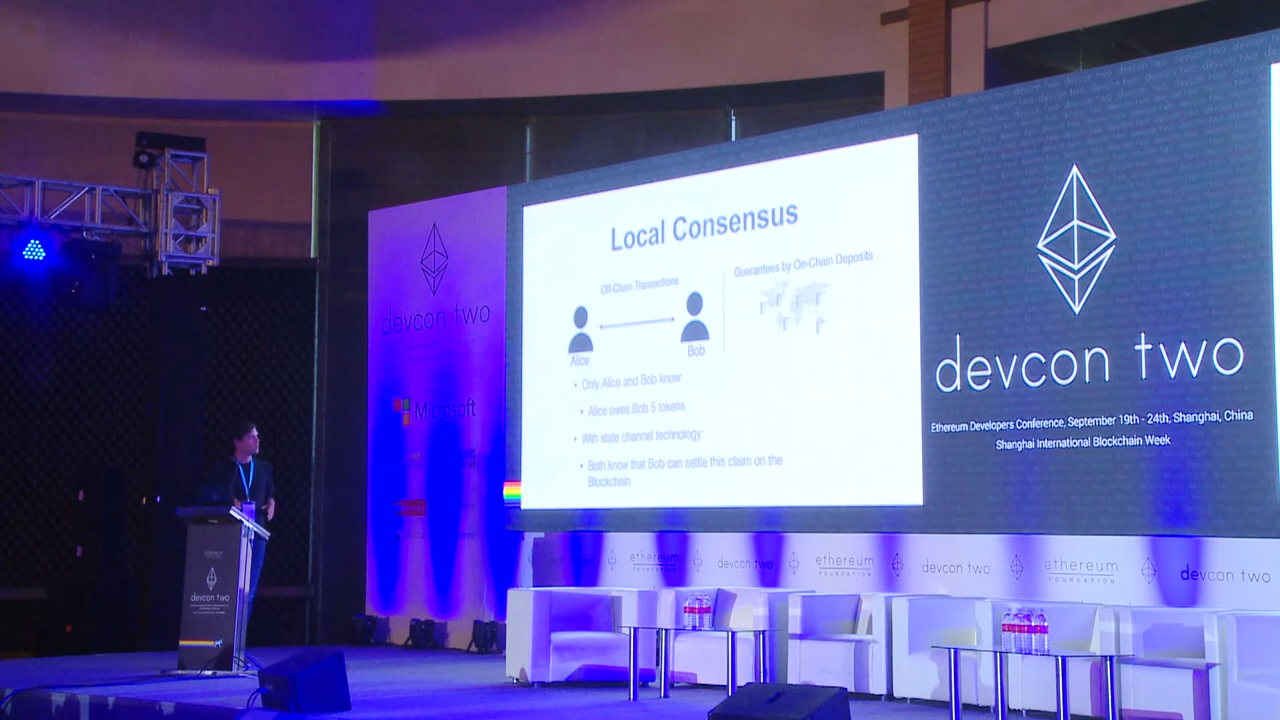 devcon two
Microsoft
Local Consensus
Off-Chain Transactions
Guarantees by On-Chain Deposits
Alice
Bob
• Only Alice and Bob know:
• Alice owes Bob 5 tokens
• With state channel technology:
• Both know that Bob can settle this claim on the
Blockchain
devcon two
Ethereum Developers Conference, September 19th - 24th, Shanghai, China
Shanghai International Blockchain Week
ethereum
FOUNDATION
devcon two
ethereum
FOUNDATION
devcon two
ethereum
FOUNDATION
devcon two
devcon two